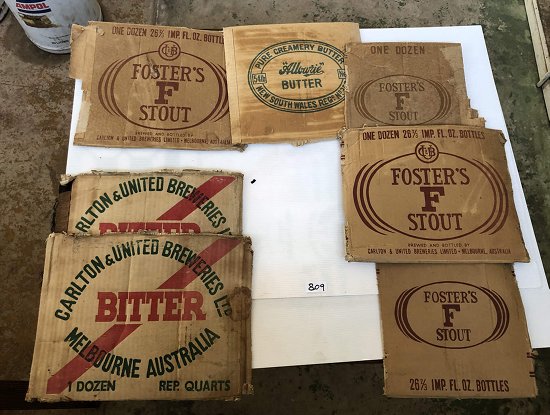 AMPOL
ONE DOZEN 26⅔ IMP. FL. OZ. BOTTLES
CUB
FOSTER'S
F
STOUT
BREWED AND BOTTLED BY
CARLTON & UNITED BREWERIES LIMITED - MELBOURNE, AUSTRALIA
PURE CREAMERY BUTTER
"Allowrie"
BUTTER
NEW SOUTH WALES
ONE DOZEN
FOSTER'S
F
STOUT
ONE DOZEN 26⅔ IMP. FL. OZ. BOTTLES
CUB
FOSTER'S
F
STOUT
BREWED AND BOTTLED BY
CARLTON & UNITED BREWERIES LIMITED - MELBOURNE, AUSTRALIA
CARLTON & UNITED BREWERIES
BITTER
CARLTON & UNITED BREWERIES LTD
BITTER
MELBOURNE AUSTRALIA
1 DOZEN REP. QUARTS
809
FOSTER'S
F
STOUT
26⅔ IMP. FL. OZ. BOTTLES